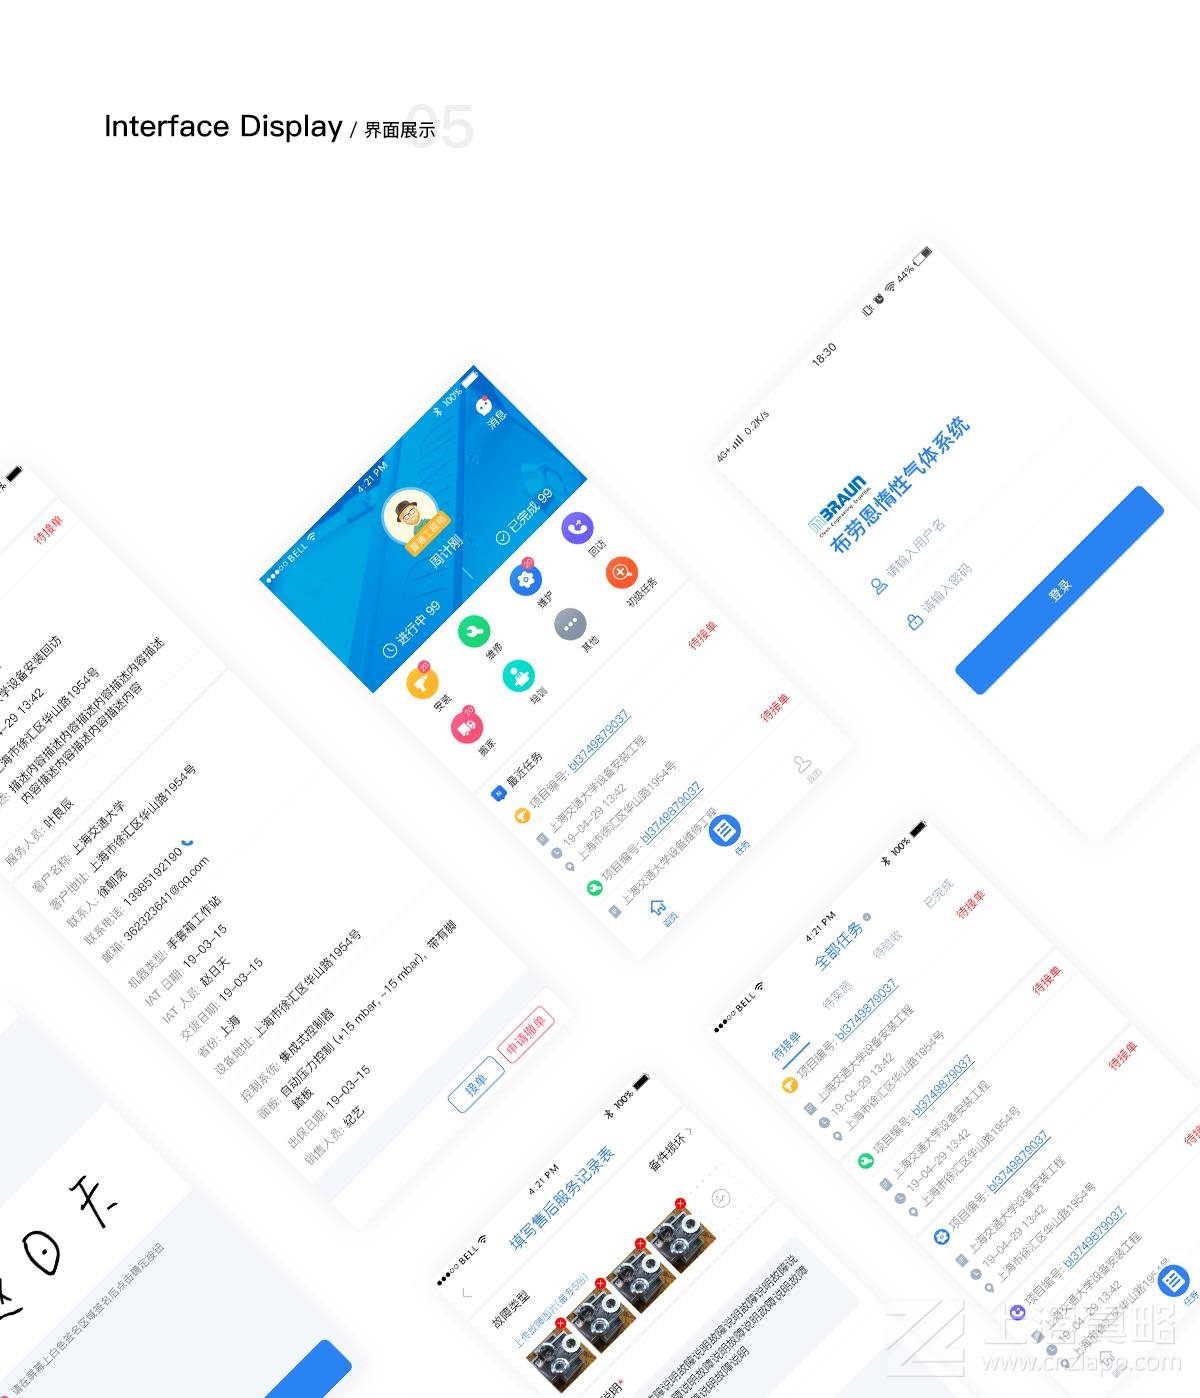 Interface Display / 界面展示
05
4G+ 0.2K/s
18:30
44%
MBRAUN
布劳恩惰性气体系统
请输入用户名
请输入密码
登录
BELL
4:21 PM
100%
消息
普通工程师
周计刚
进行中 99
已完成 99
安装
20
维修
维护
20
回访
搬家
20
培训
其他
初级任务
最近任务
项目编号: bl3749879037
待接单
上海交通大学设备安装工程
19-04-29 13:42
上海市徐汇区华山路1954号
项目编号: bl3749879037
待接单
上海交通大学设备维修工程
首页
任务
我的
待接单
学设备安装回访
-29 13:42
上海市徐汇区华山路1954号
述: 描述内容描述内容描述内容描述
内容描述内容描述内容
服务人员: 叶良辰
客户名称: 上海交通大学
客户地址: 上海市徐汇区华山路1954号
联系人: 徐朝亮
联系电话: 13985192190
邮箱: 362323641@qq.com
机器类型: 手套箱工作站
IAT 日期: 19-03-15
IAT 人员: 赵日天
交货日期: 19-03-15
省份: 上海
设备地址: 上海市徐汇区华山路1954号
控制系统: 集成式控制器
面板: 自动压力控制 (+15 mbar, -15 mbar)，带有脚
踏板
出保日期: 19-03-15
销售人员: 纪艺
接单
申请撤单
BELL
4:21 PM
100%
全部任务
待接单
待实施
待验收
已完成
项目编号: bl3749879037
待接单
上海交通大学设备安装工程
19-04-29 13:42
上海市徐汇区华山路1954号
项目编号: bl3749879037
待接单
上海交通大学设备安装工程
19-04-29 13:42
上海市徐汇区华山路1954号
项目编号: bl3749879037
待接单
上海交通大学设备安装工程
19-04-29 13:42
上海市徐汇区华山路1954号
项目编号: bl3749879037
待接
上海交通大学设备安装工程
19-04-29 13:42
上海市徐汇区华山路1954号
任务
BELL
4:21 PM
100%
填写售后服务记录表
故障类型
备件损坏
上传故障图片(最多5张)
说明*
故障说明故障说明故障说明故障说
明故障说明故障说明故障说明故障
日天
请在屏幕上白色签名区域签名后点击确定按钮
上海真略
www.cnzlapp.com